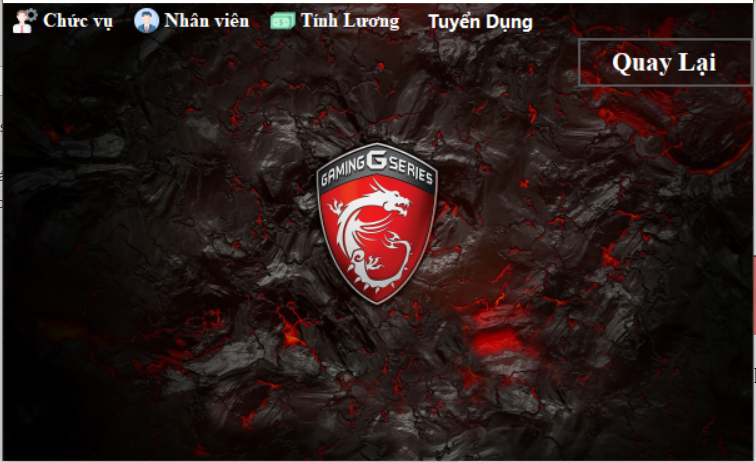 Chức vụ Nhân viên Tính Lương Tuyển Dụng
Quay Lại
GAMING G SERIES